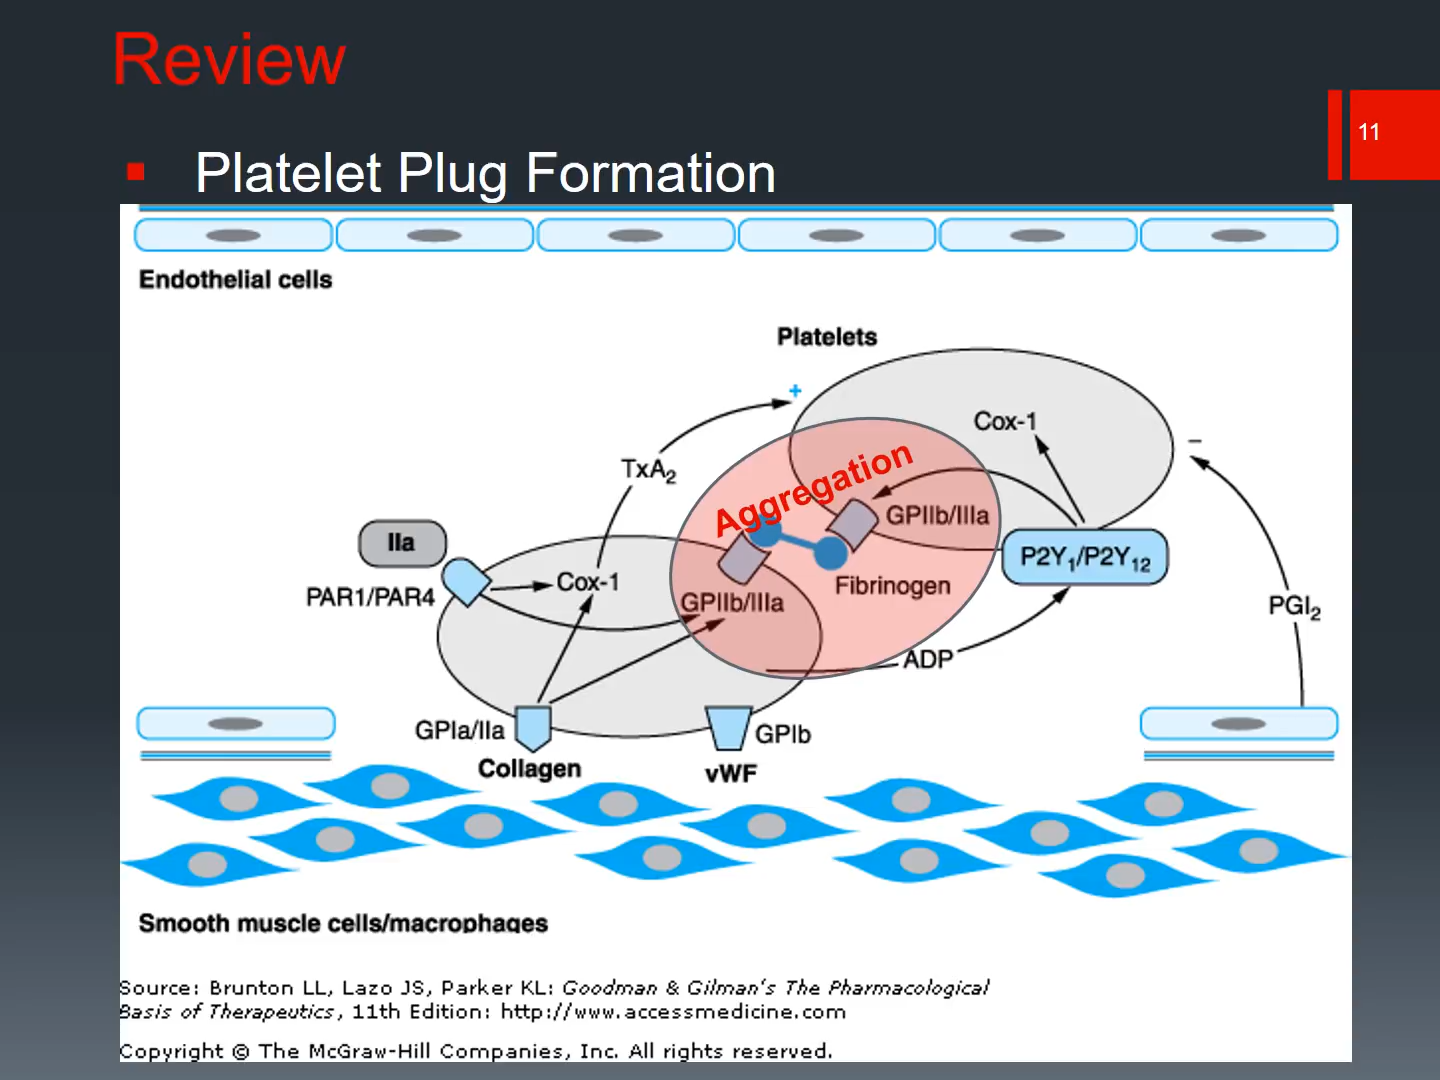 Review
11
Platelet Plug Formation
Endothelial cells
Platelets
+
Cox-1
–
TxA2
Aggregation
GPIIb/IIIa
IIa
P2Y1/P2Y12
Cox-1
Fibrinogen
PAR1/PAR4
GPIIb/IIIa
PGI2
ADP
GPIa/IIa
GPIb
Collagen
vWF
Smooth muscle cells/macrophages
Source: Brunton LL, Lazo JS, Parker KL: Goodman & Gilman's The Pharmacological
Basis of Therapeutics, 11th Edition: http://www.accessmedicine.com
Copyright © The McGraw-Hill Companies, Inc. All rights reserved.